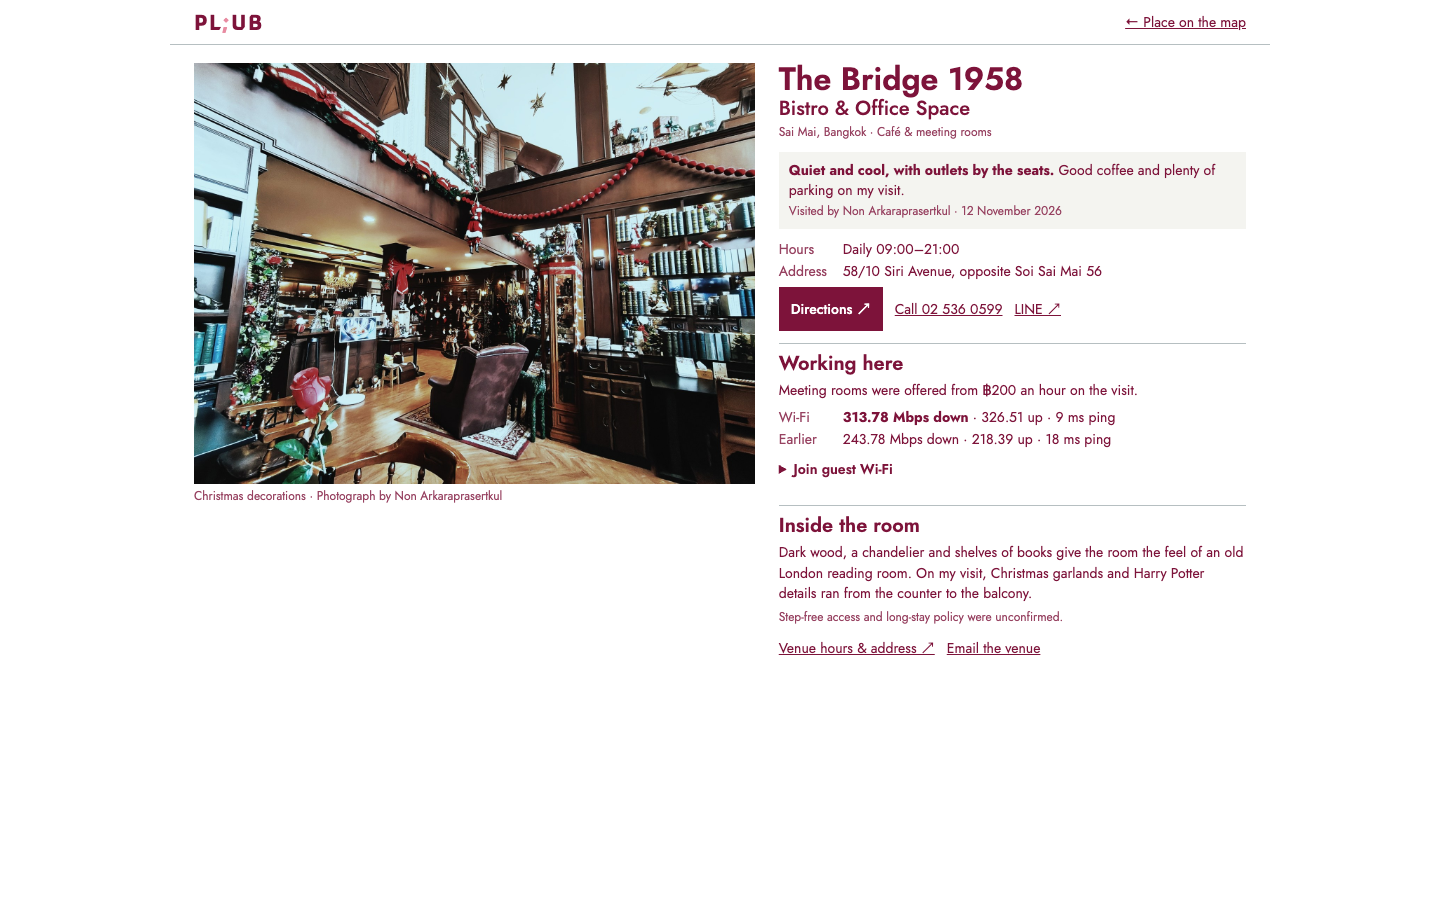 PL;UB
← Place on the map
The Bridge 1958
Bistro & Office Space
Sai Mai, Bangkok · Café & meeting rooms
Quiet and cool, with outlets by the seats. Good coffee and plenty of
parking on my visit.
Visited by Non Arkaraprasertkul · 12 November 2026
Hours Daily 09:00–21:00
Address 58/10 Siri Avenue, opposite Soi Sai Mai 56
Directions ↗ Call 02 536 0599 LINE ↗
Working here
Meeting rooms were offered from ฿200 an hour on the visit.
Wi-Fi 313.78 Mbps down · 326.51 up · 9 ms ping
Earlier 243.78 Mbps down · 218.39 up · 18 ms ping
▶ Join guest Wi-Fi
Christmas decorations · Photograph by Non Arkaraprasertkul
Inside the room
Dark wood, a chandelier and shelves of books give the room the feel of an old
London reading room. On my visit, Christmas garlands and Harry Potter
details ran from the counter to the balcony.
Step-free access and long-stay policy were unconfirmed.
Venue hours & address ↗ Email the venue